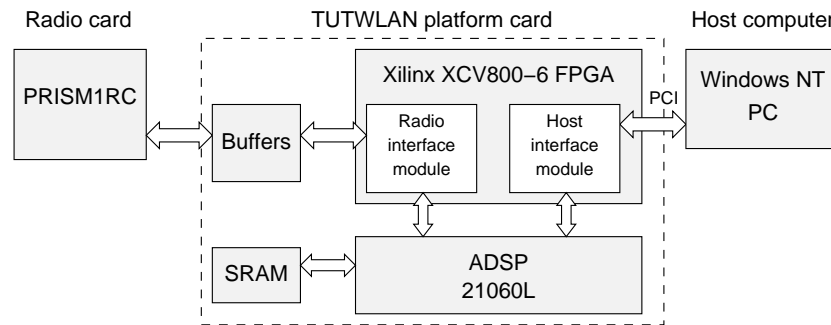 Radio card
TUTWLAN platform card
Host computer
PRISM1RC
Xilinx XCV800−6 FPGA
Windows NT
PC
PCI
Buffers
Radio
interface
module
Host
interface
module
SRAM
ADSP
21060L